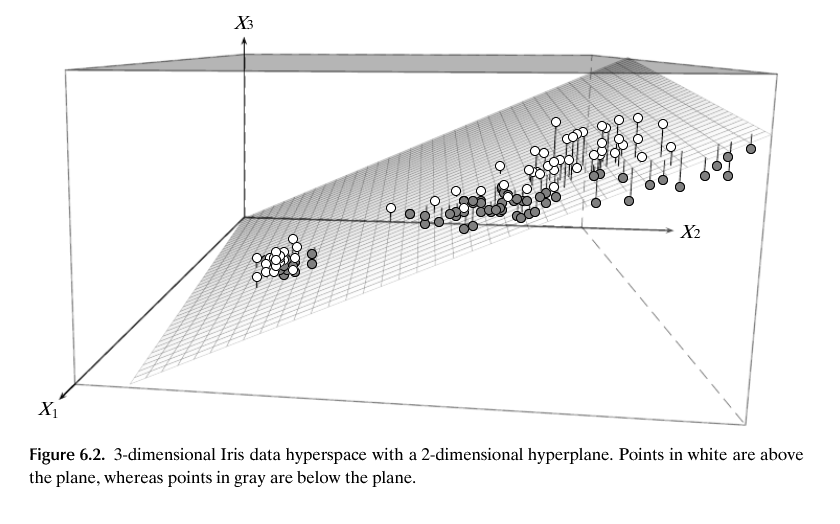 X3
X2
X1
Figure 6.2. 3-dimensional Iris data hyperspace with a 2-dimensional hyperplane. Points in white are above
the plane, whereas points in gray are below the plane.